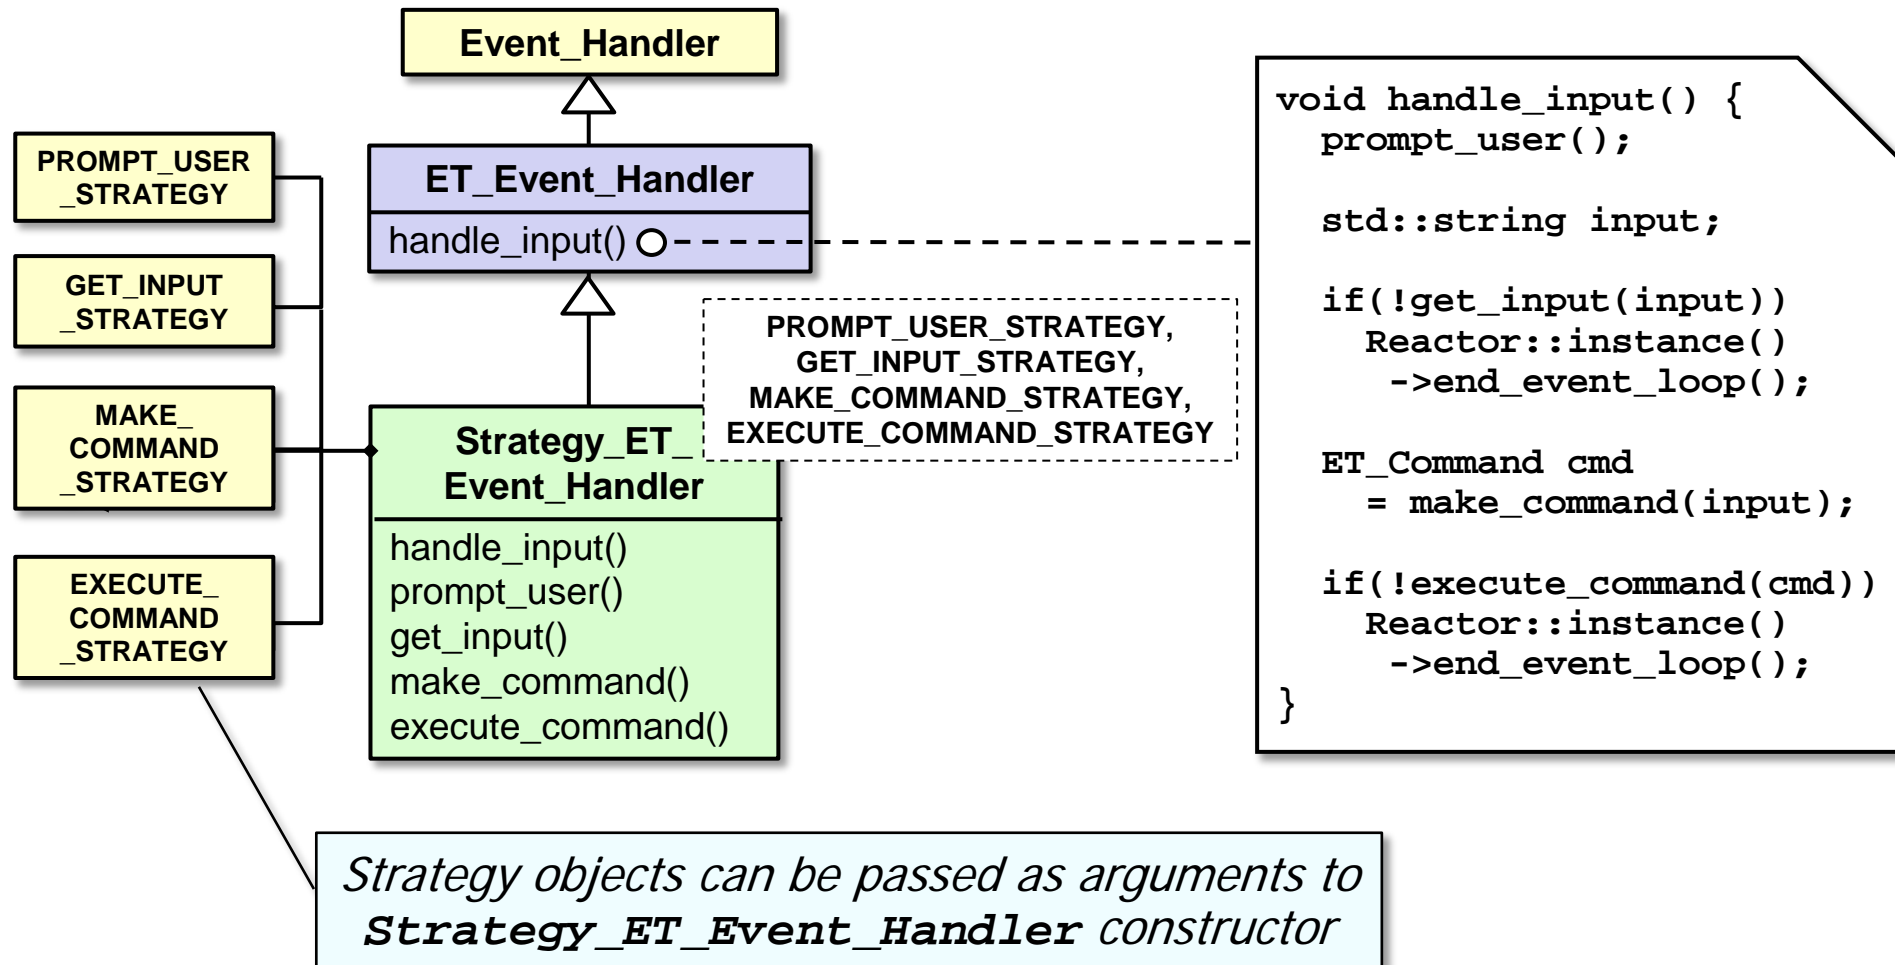 Event_Handler
PROMPT_USER
_STRATEGY
GET_INPUT
_STRATEGY
MAKE_
COMMAND
_STRATEGY
EXECUTE_
COMMAND
_STRATEGY
ET_Event_Handler
handle_input()
PROMPT_USER_STRATEGY,
GET_INPUT_STRATEGY,
MAKE_COMMAND_STRATEGY,
EXECUTE_COMMAND_STRATEGY
Strategy_ET_
Event_Handler
handle_input()
prompt_user()
get_input()
make_command()
execute_command()
void handle_input() {
prompt_user();
std::string input;
if(!get_input(input))
Reactor::instance()
->end_event_loop();
ET_Command cmd
= make_command(input);
if(!execute_command(cmd))
Reactor::instance()
->end_event_loop();
}
Strategy objects can be passed as arguments to
Strategy_ET_Event_Handler constructor